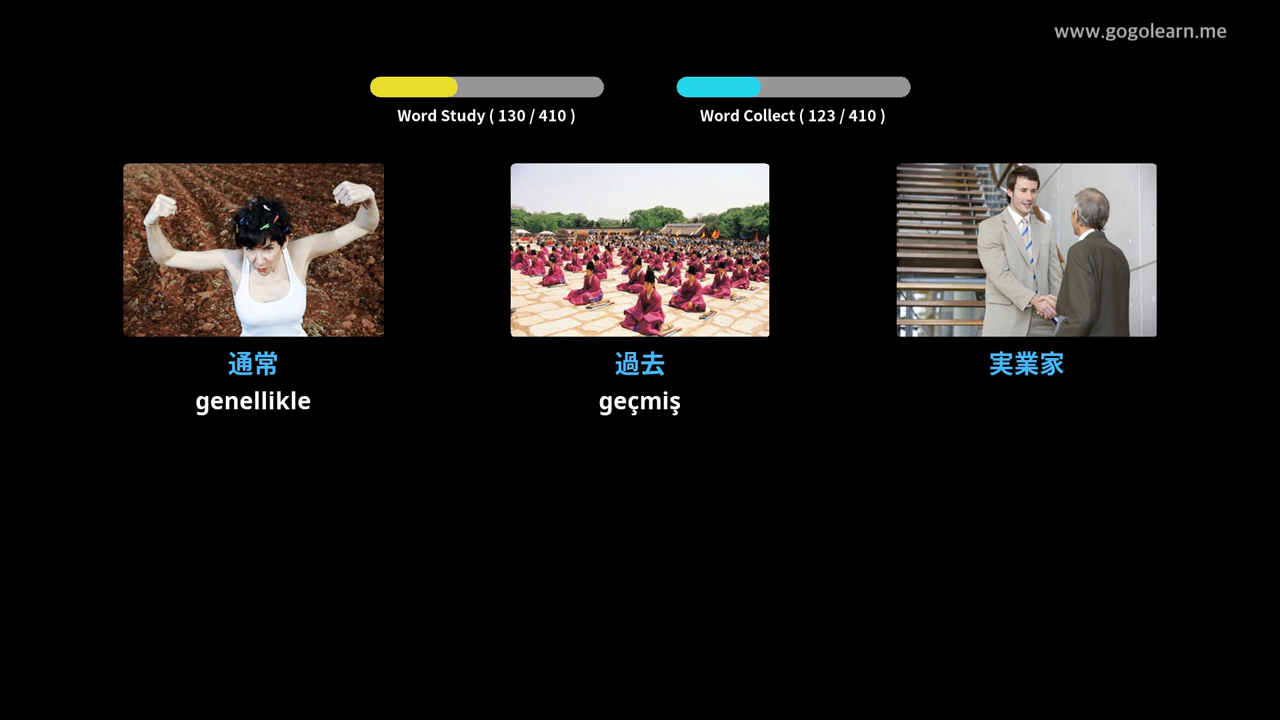 www.gogolearn.me
Word Study ( 130 / 410 )
Word Collect ( 123 / 410 )
通常
genellikle
過去
geçmiş
実業家